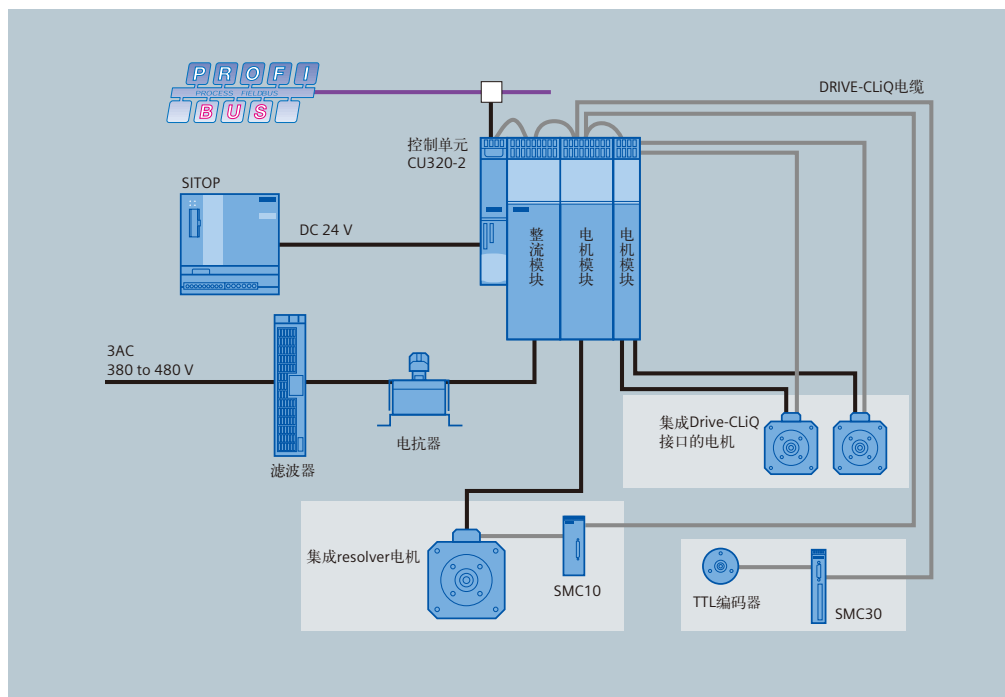 PROFI
PROCESS FIELDBUS
BUS
DRIVE-CLiQ电缆
控制单元
CU320-2
SITOP
DC 24 V
整流模块
电机模块
电机模块
3AC
380 to 480 V
滤波器
电抗器
集成Drive-CLiQ
接口的电机
集成resolver电机
SMC10
TTL编码器
SMC30